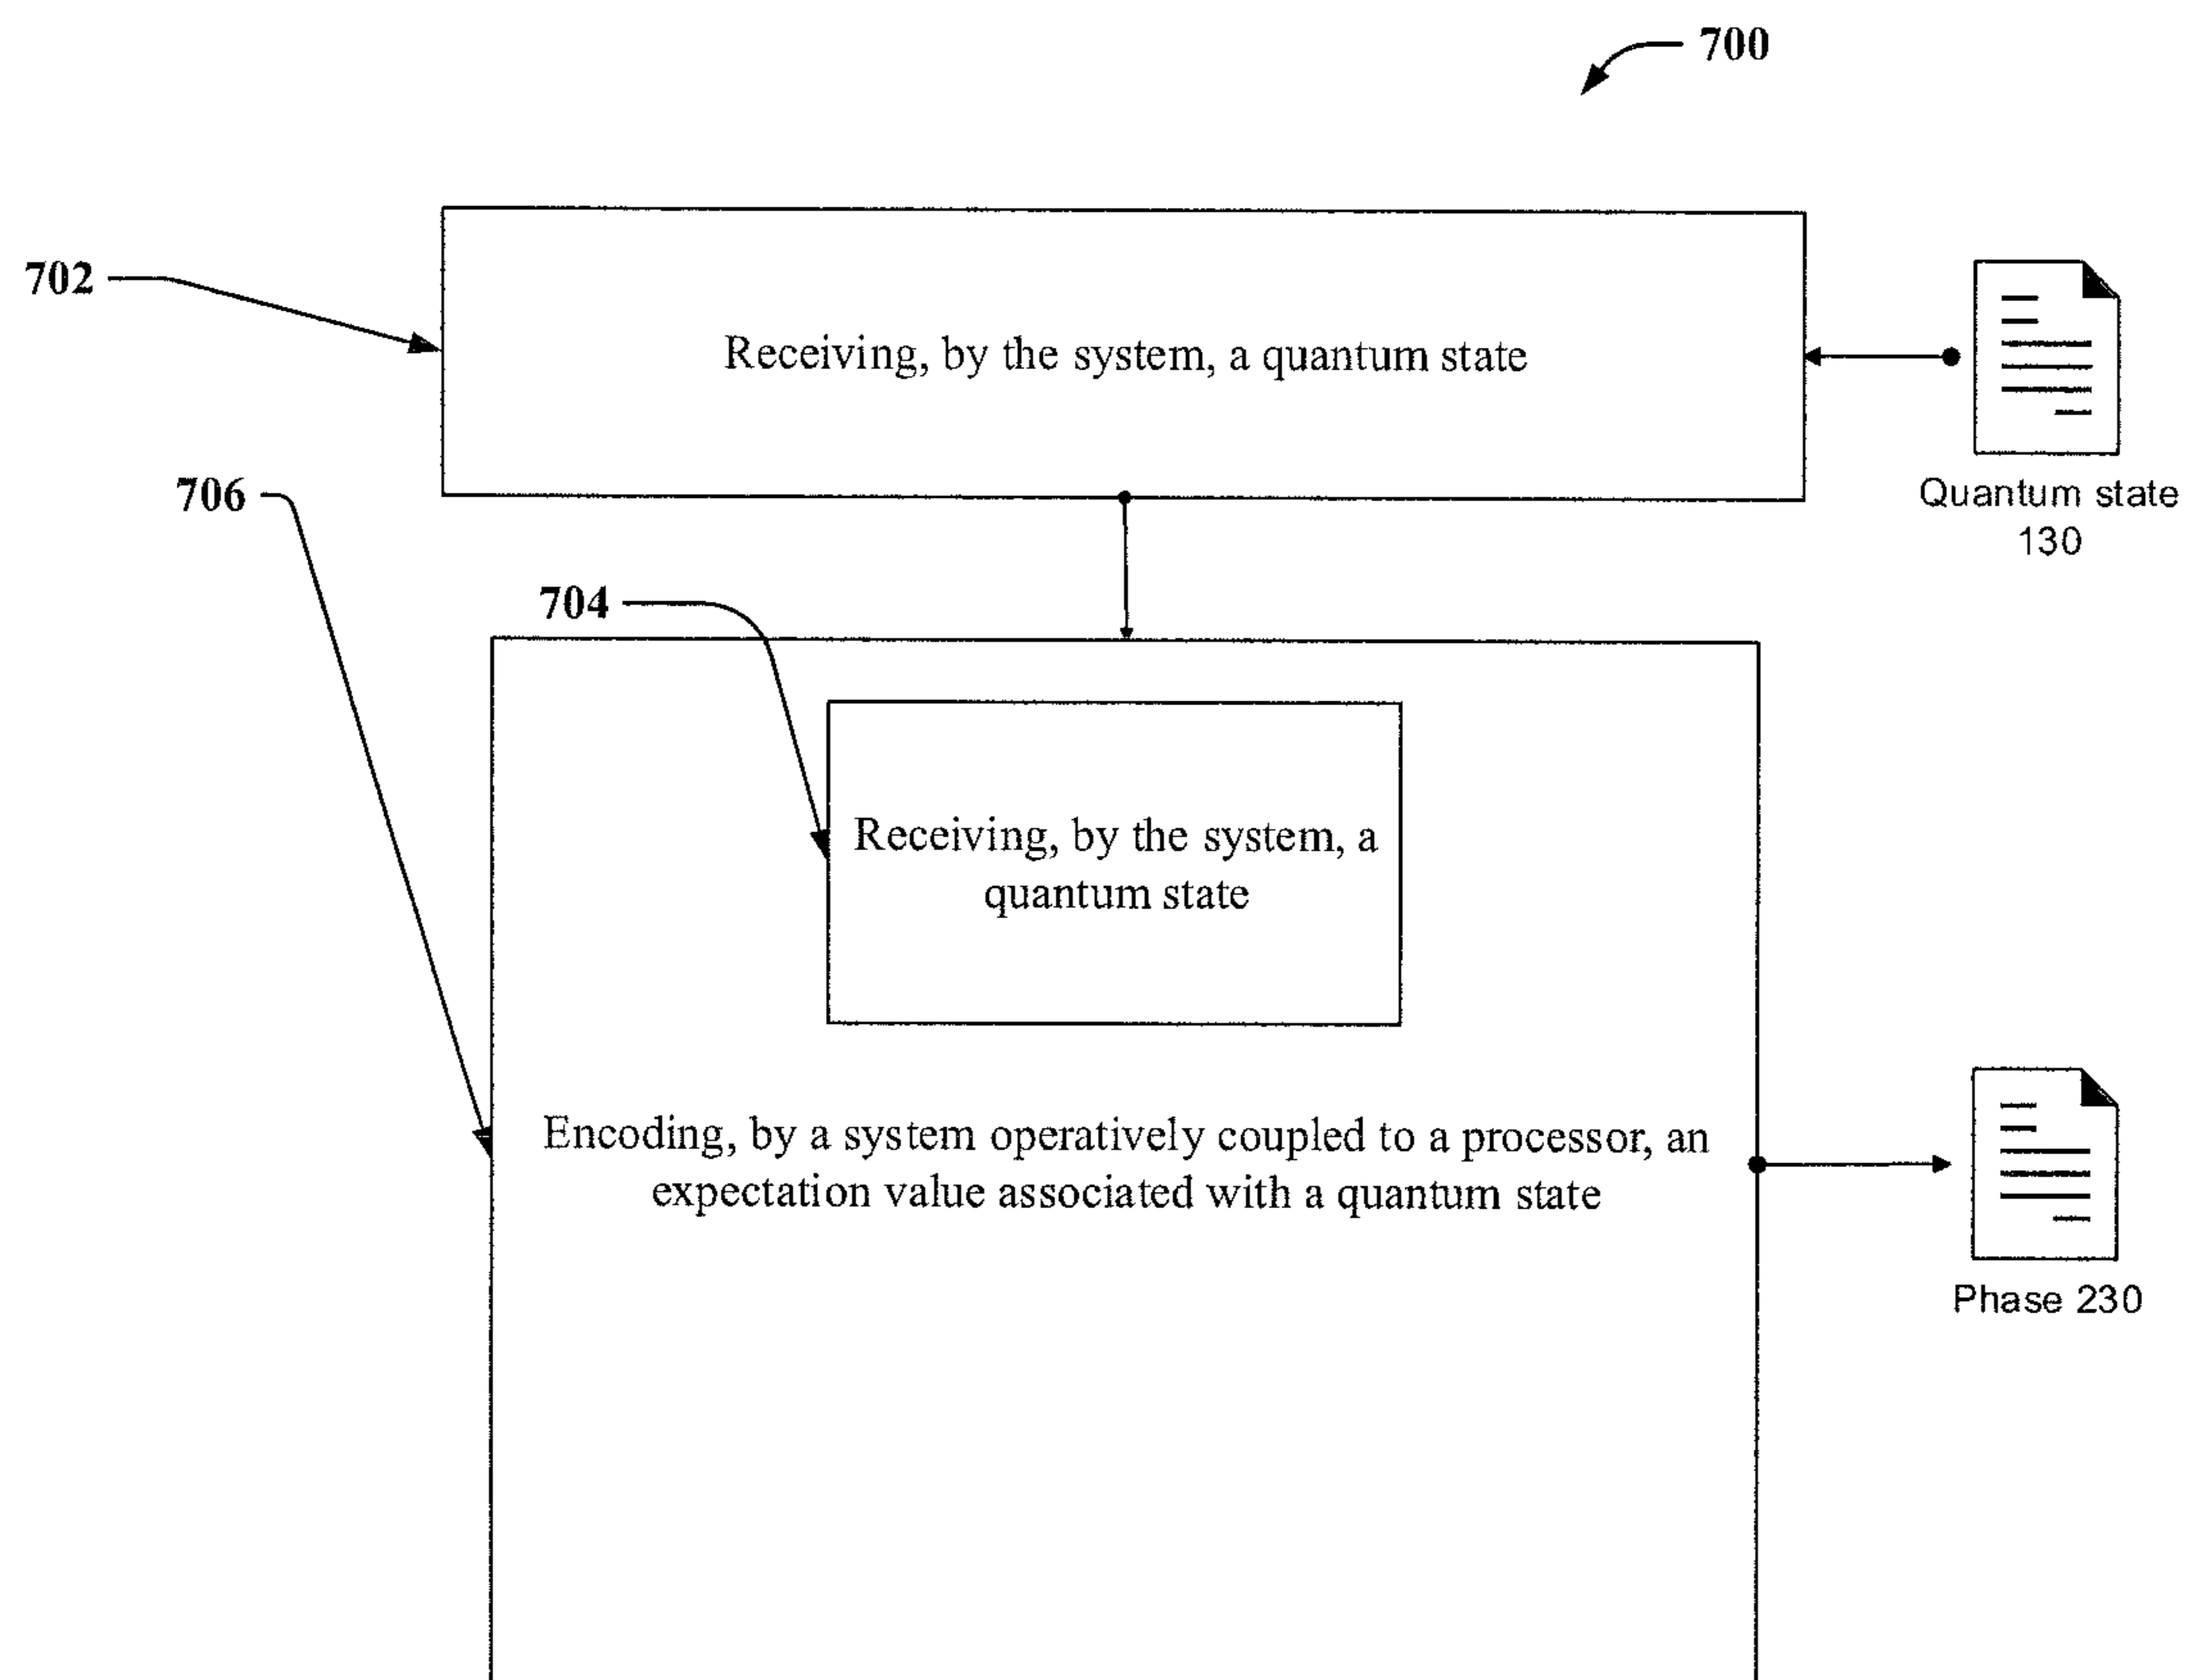 700
702
Receiving, by the system, a quantum state
Quantum state
130
706
704
Receiving, by the system, a
quantum state
Encoding, by a system operatively coupled to a processor, an
expectation value associated with a quantum state
Phase 230